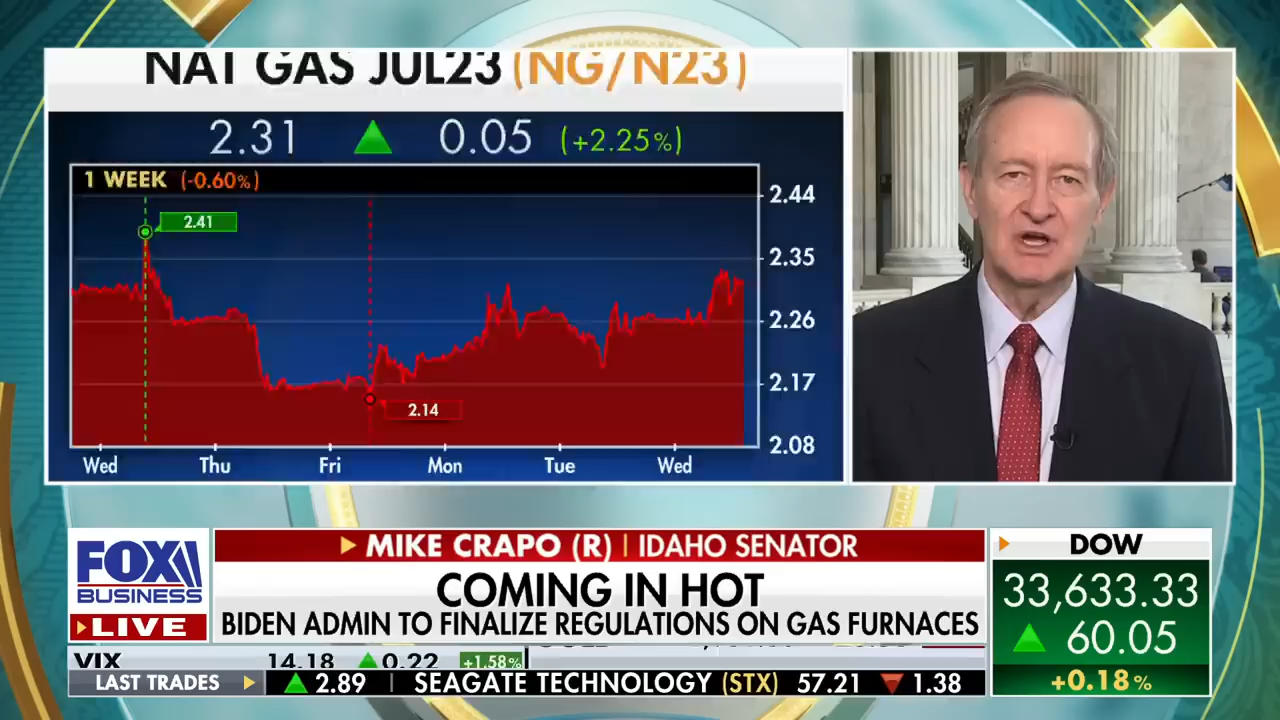 NAT GAS JUL23 (NG/N23)
2.31 0.05 (+2.25%)
1 WEEK (-0.60%)
2.41
2.14
2.44
2.35
2.26
2.17
2.08
Wed Thu Fri Mon Tue Wed
FOX
BUSINESS
LIVE
MIKE CRAPO (R) | IDAHO SENATOR
COMING IN HOT
BIDEN ADMIN TO FINALIZE REGULATIONS ON GAS FURNACES
DOW
33,633.33
60.05
+0.18%
VIX 14.18 0.22 +1.58%
LAST TRADES 2.89 | SEAGATE TECHNOLOGY (STX) 57.21 1.38